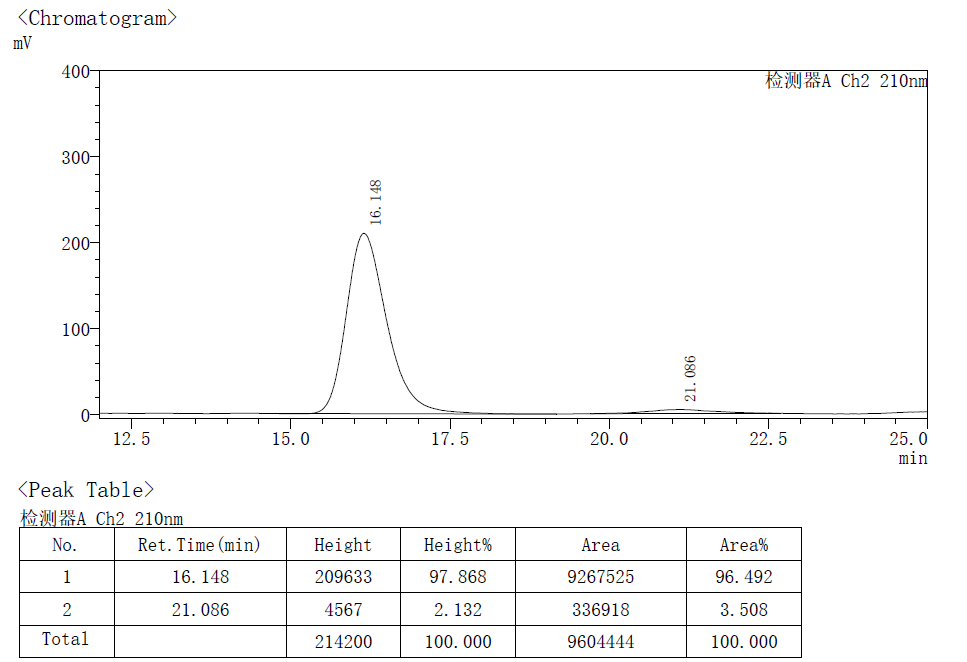 <Chromatogram>
mV
检测器A Ch2 210nm
400
300
200
100
0
16.148
21.086
12.5 15.0 17.5 20.0 22.5 25.0
min
<Peak Table>
检测器A Ch2 210nm
No. Ret.Time(min) Height Height% Area Area%
1 16.148 209633 97.868 9267525 96.492
2 21.086 4567 2.132 336918 3.508
Total 214200 100.000 9604444 100.000